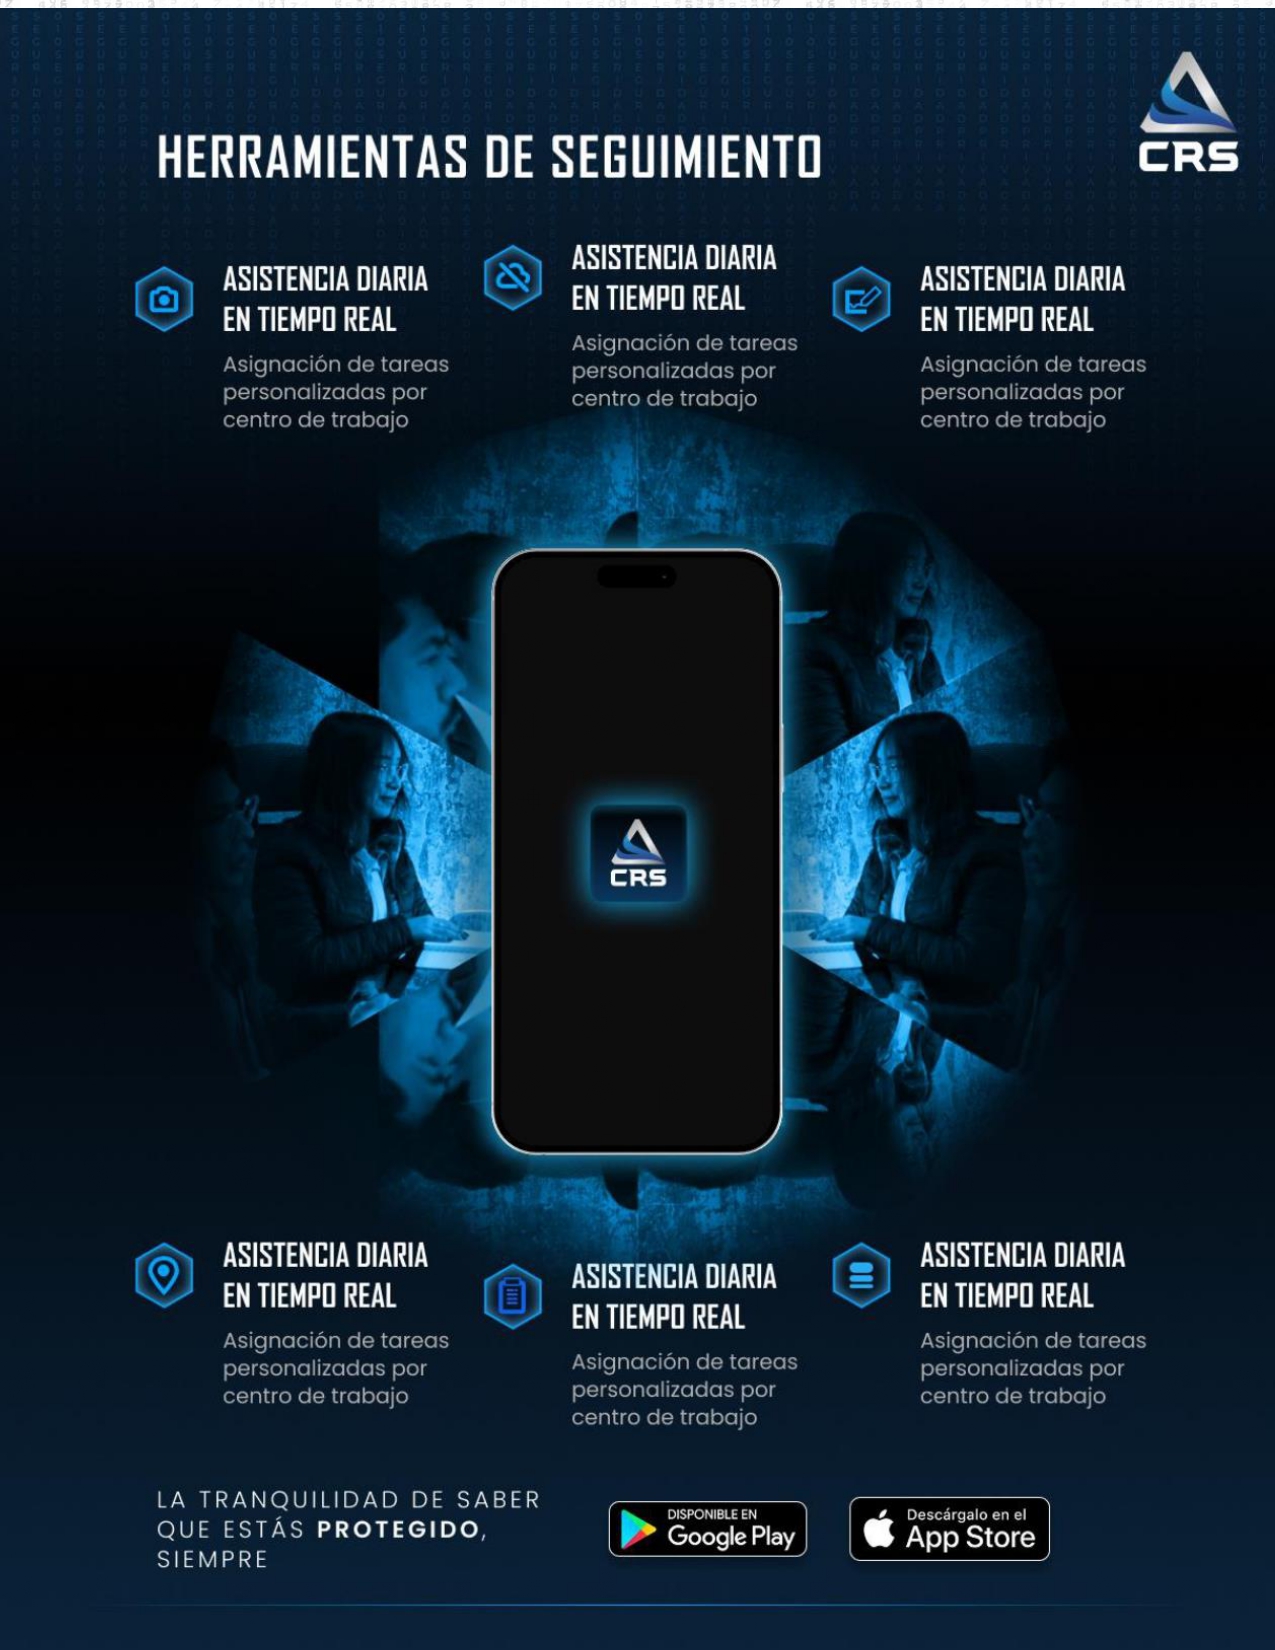 CRS
HERRAMIENTAS DE SEGUIMIENTO
ASISTENCIA DIARIA
EN TIEMPO REAL
Asignación de tareas
personalizadas por
centro de trabajo
ASISTENCIA DIARIA
EN TIEMPO REAL
Asignación de tareas
personalizadas por
centro de trabajo
ASISTENCIA DIARIA
EN TIEMPO REAL
Asignación de tareas
personalizadas por
centro de trabajo
CRS
ASISTENCIA DIARIA
EN TIEMPO REAL
Asignación de tareas
personalizadas por
centro de trabajo
ASISTENCIA DIARIA
EN TIEMPO REAL
Asignación de tareas
personalizadas por
centro de trabajo
ASISTENCIA DIARIA
EN TIEMPO REAL
Asignación de tareas
personalizadas por
centro de trabajo
LA TRANQUILIDAD DE SABER
QUE ESTÁS PROTEGIDO,
SIEMPRE
DISPONIBLE EN
Google Play
Descárgalo en el
App Store